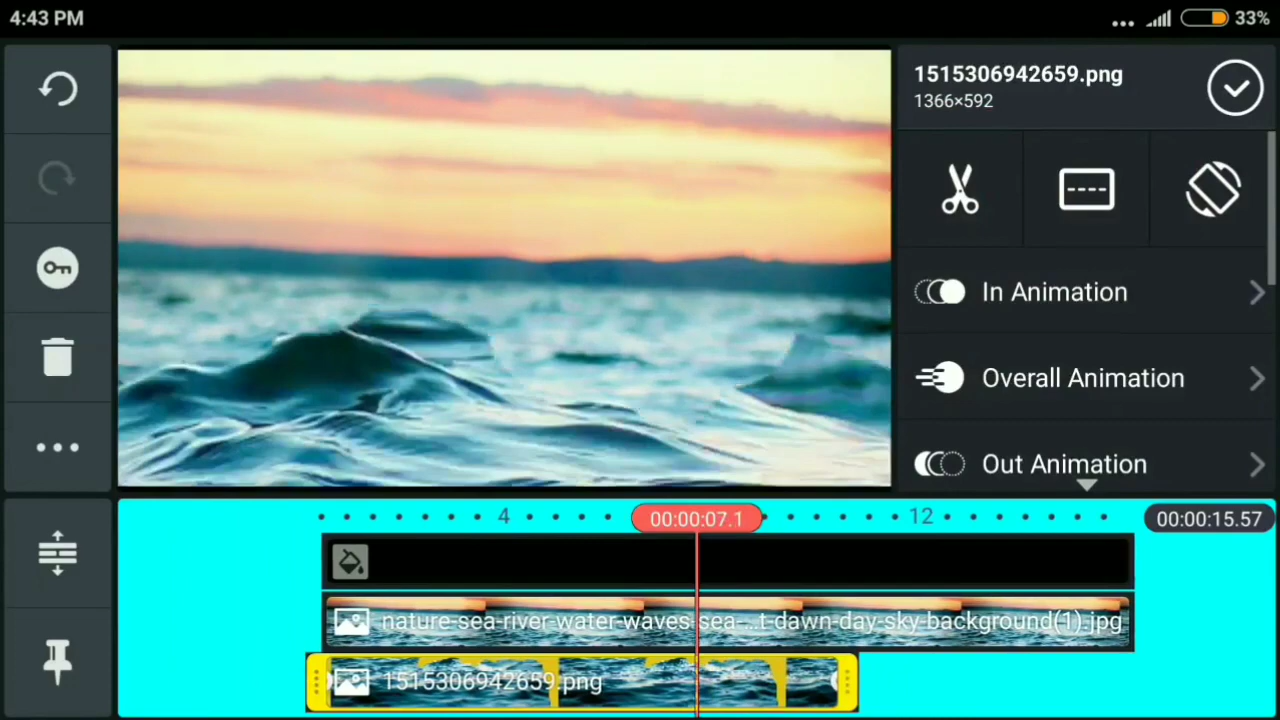 4:43 PM
33%
1515306942659.png
1366×592
In Animation
Overall Animation
Out Animation
4
00:00:07.1
12
00:00:15.57
nature-sea-river-water-waves-sea-...t-dawn-day-sky-background(1).jpg
1515306942659.png